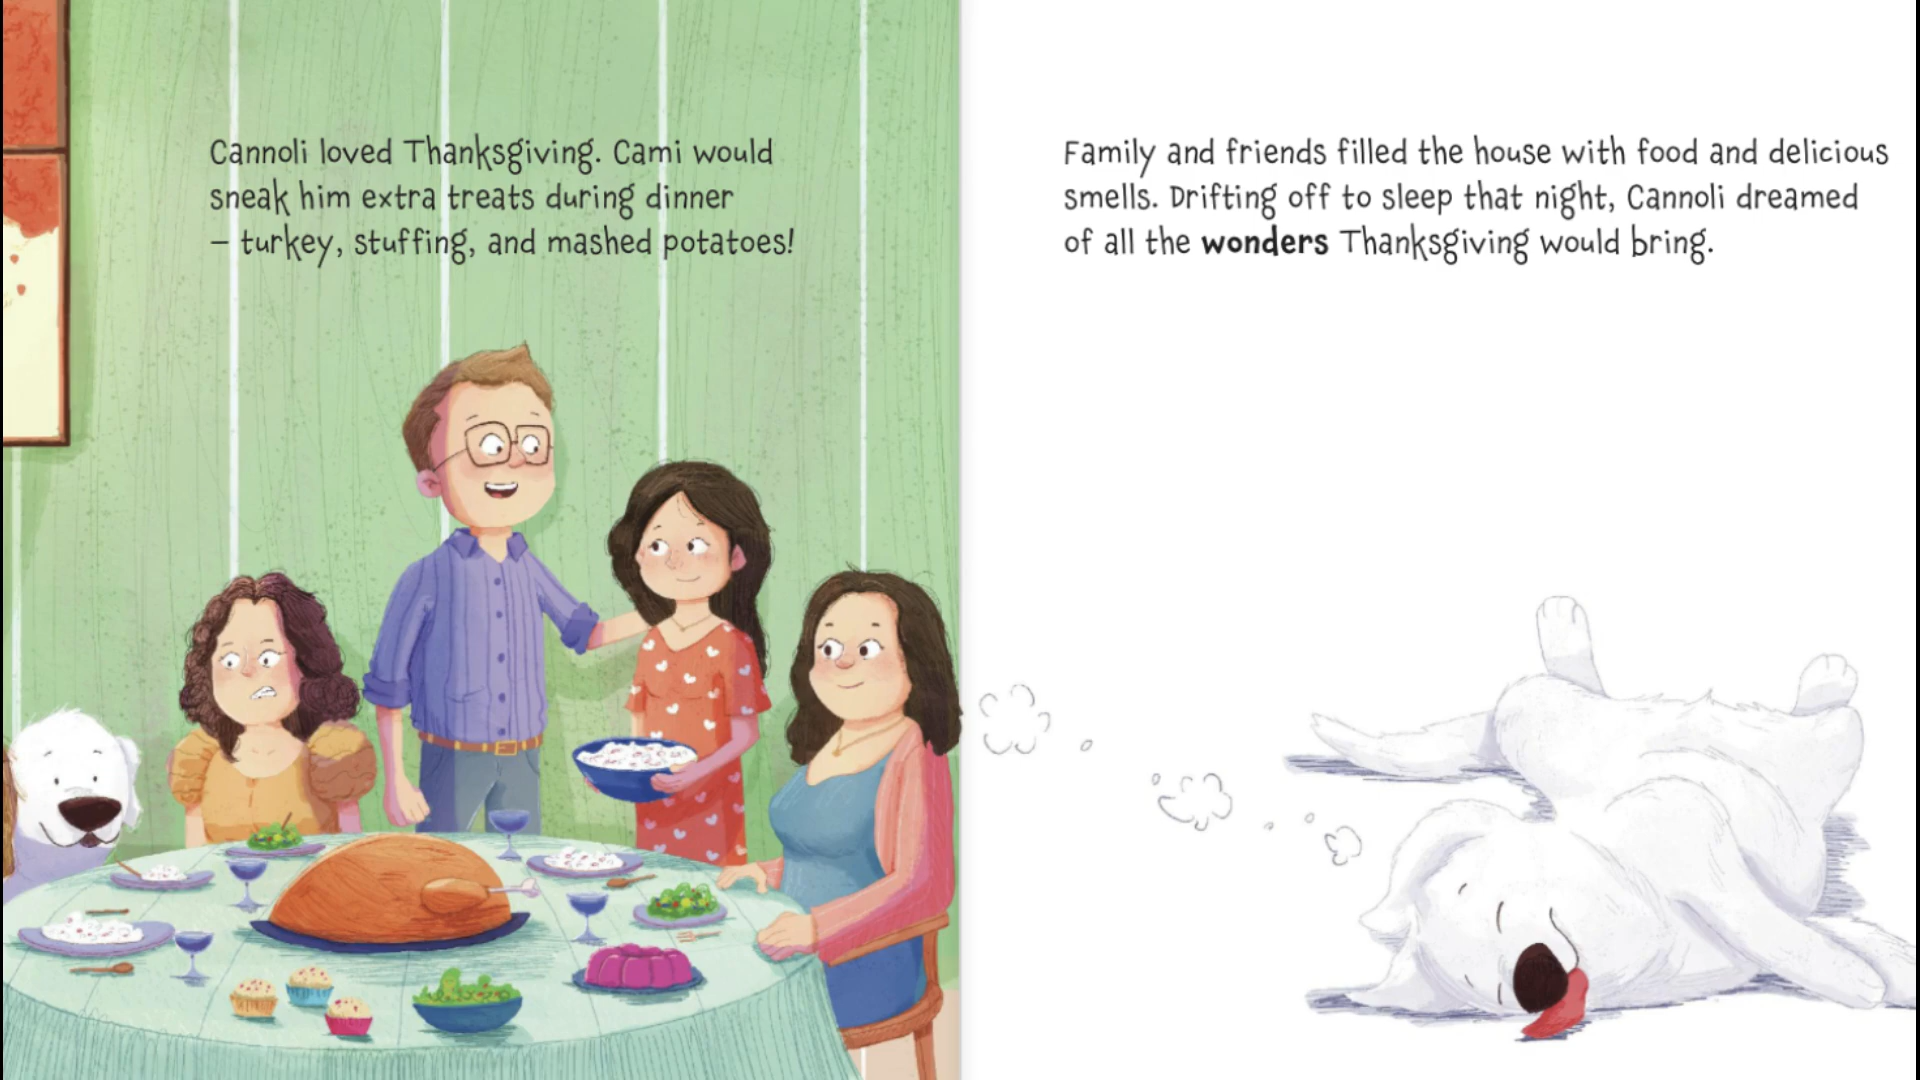 Cannoli loved Thanksgiving. Cami would
sneak him extra treats during dinner
– turkey, stuffing, and mashed potatoes!
Family and friends filled the house with food and delicious
smells. Drifting off to sleep that night, Cannoli dreamed
of all the wonders Thanksgiving would bring.